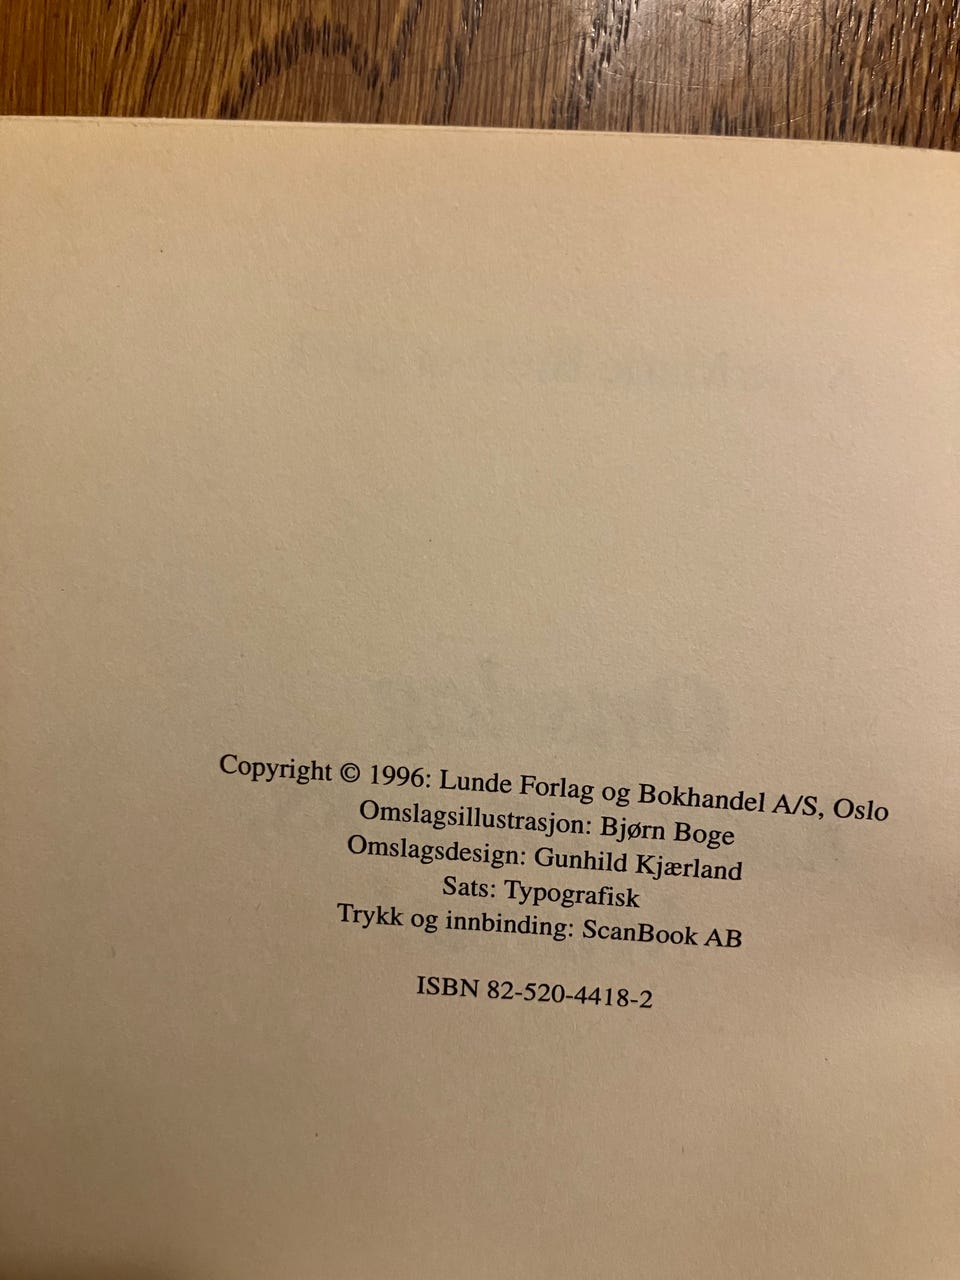 Copyright © 1996: Lunde Forlag og Bokhandel A/S, Oslo
Omslagsillustrasjon: Bjørn Boge
Omslagsdesign: Gunhild Kjærland
Sats: Typografisk
Trykk og innbinding: ScanBook AB
ISBN 82-520-4418-2